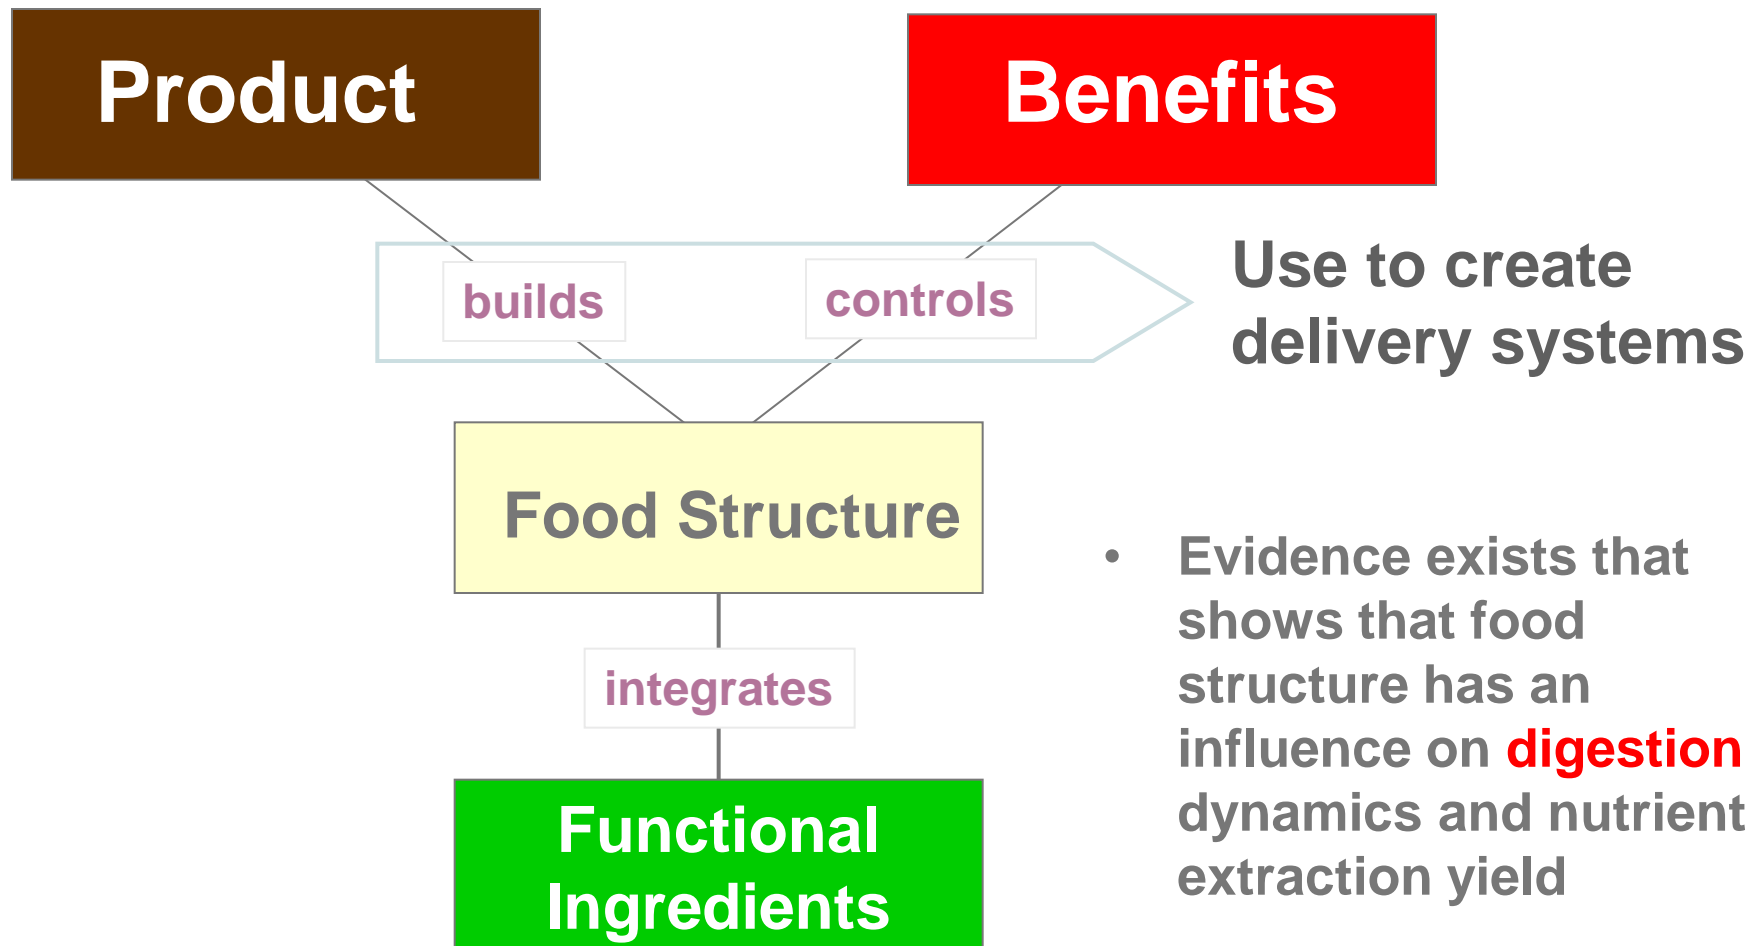 Product
Benefits
builds
controls
Use to create
delivery systems
Food Structure
integrates
Functional
Ingredients
• Evidence exists that
shows that food
structure has an
influence on digestion
dynamics and nutrient
extraction yield